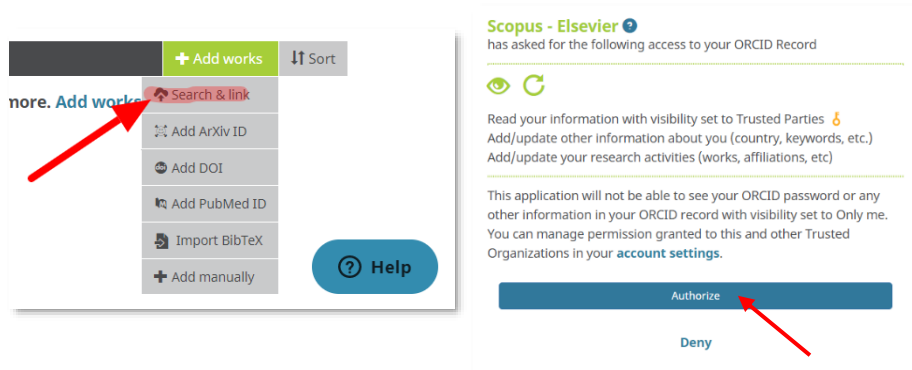 + Add works
Sort
more. Add works
Search & link
Add ArXiv ID
doi Add DOI
Add PubMed ID
Import BibTeX
+ Add manually
? Help
Scopus - Elsevier ?
has asked for the following access to your ORCID Record
Read your information with visibility set to Trusted Parties
Add/update other information about you (country, keywords, etc.)
Add/update your research activities (works, affiliations, etc)
This application will not be able to see your ORCID password or any
other information in your ORCID record with visibility set to Only me.
You can manage permission granted to this and other Trusted
Organizations in your account settings.
Authorize
Deny